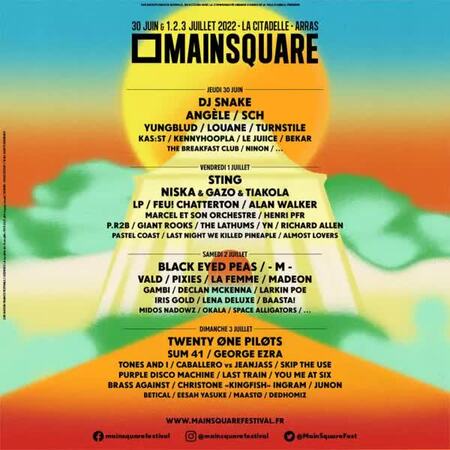 30 JUIN & 1.2.3 JUILLET 2022 • LA CITADELLE • ARRAS
MAINSQUARE
JEUDI 30 JUIN
DJ SNAKE
ANGÈLE / SCH
YUNGBLUD / LOUANE / TURNSTILE
KAS:ST / KENNYHOOPLA / LE JUIICE / BEKAR
THE BREAKFAST CLUB / NINON / ...
VENDREDI 1 JUILLET
STING
NISKA & GAZO & TIAKOLA
LP / FEU! CHATTERTON / ALAN WALKER
MARCEL ET SON ORCHESTRE / HENRI PFR
P.R2B / GIANT ROOKS / THE LATHUMS / YN / RICHARD ALLEN
PASTEL COAST / LAST NIGHT WE KILLED PINEAPLE / ALMOST LOVERS
SAMEDI 2 JUILLET
BLACK EYED PEAS / - M -
VALD / PIXIES / LA FEMME / MADEON
GAMBI / DECLAN MCKENNA / LARKIN POE
IRIS GOLD / LENA DELUXE / BAASTA!
MIDOS NADOWZ / OKALA / SPACE ALLIGATORS / ...
DIMANCHE 3 JUILLET
TWENTY ØNE PILØTS
SUM 41 / GEORGE EZRA
TONES AND I / CABALLERO vs JEANJASS / SKIP THE USE
PURPLE DISCO MACHINE / LAST TRAIN / YOU ME AT SIX
BRASS AGAINST / CHRISTONE «KINGFISH» INGRAM / JUNON
BETICAL / EESAH YASUKE / MAASTØ / DEDHOMIZ
WWW.MAINSQUAREFESTIVAL.FR
mainsquarefestival @mainsquarefestival @MainSquareFest